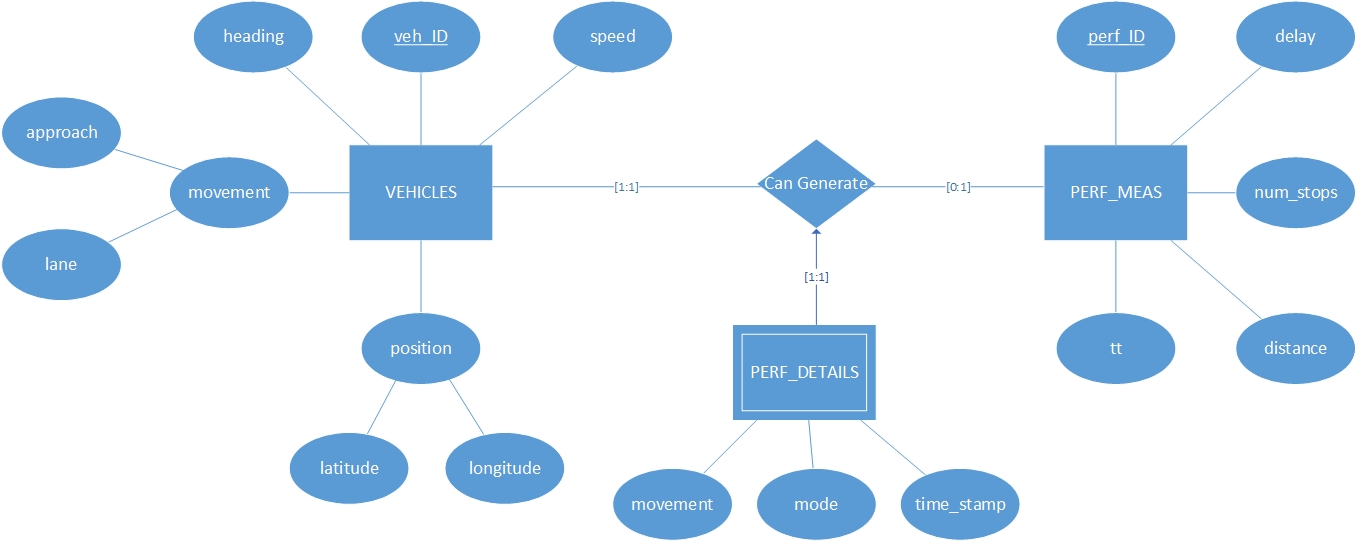 heading
veh_ID
speed
perf_ID
delay
approach
movement
VEHICLES
[1:1]
Can Generate
[0:1]
PERF_MEAS
num_stops
lane
[1:1]
position
PERF_DETAILS
tt
distance
latitude
longitude
movement
mode
time_stamp